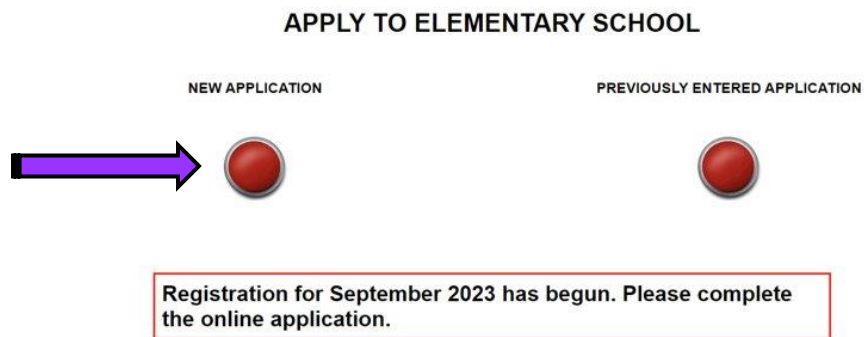 APPLY TO ELEMENTARY SCHOOL
NEW APPLICATION
PREVIOUSLY ENTERED APPLICATION
Registration for September 2023 has begun. Please complete
the online application.